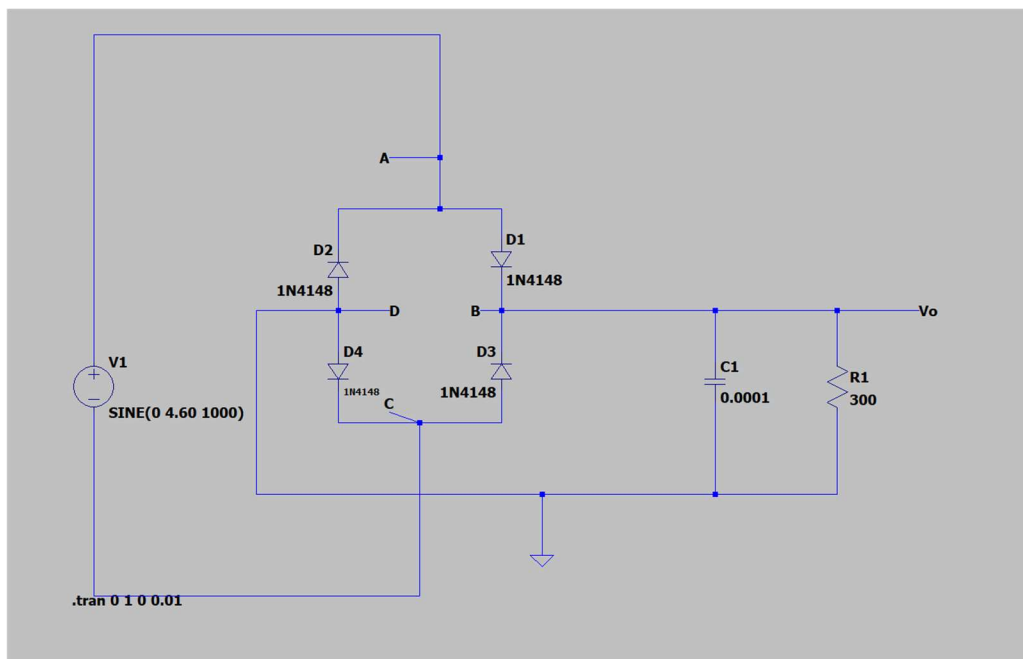 A
D2
D1
1N4148
1N4148
D
B
Vo
V1
D4
D3
C1
R1
1N4148
1N4148
0.0001
300
C
SINE(0 4.60 1000)
.tran 0 1 0 0.01